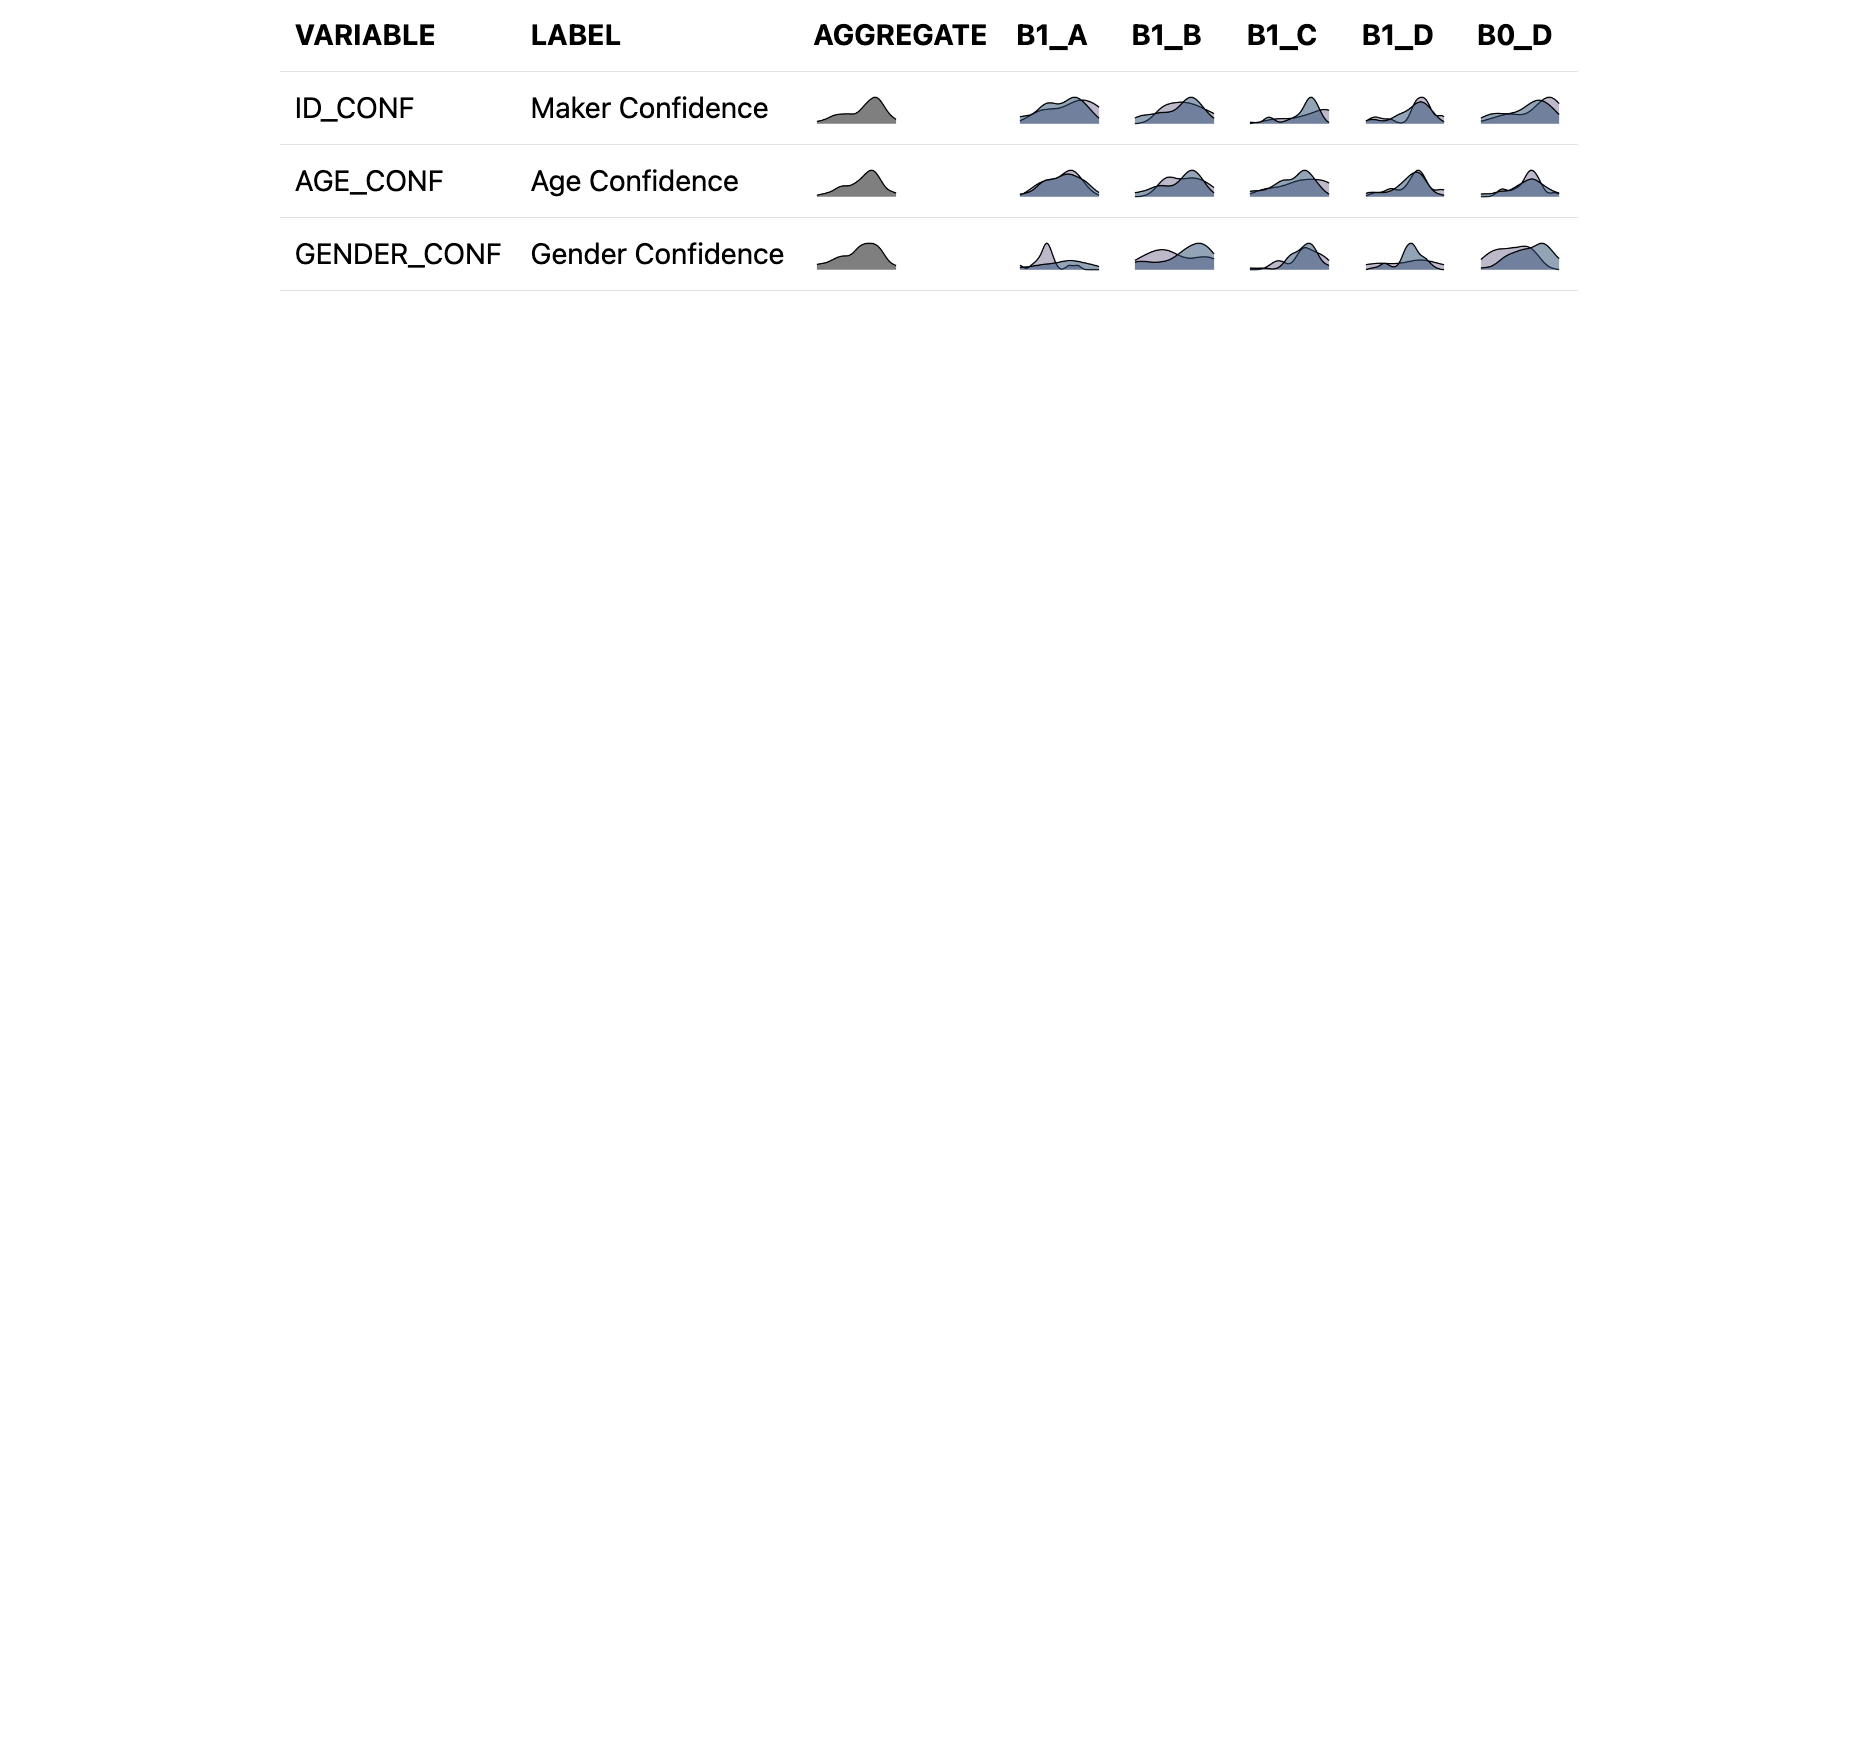 VARIABLE LABEL AGGREGATE B1_A B1_B B1_C B1_D B0_D
ID_CONF Maker Confidence
AGE_CONF Age Confidence
GENDER_CONF Gender Confidence